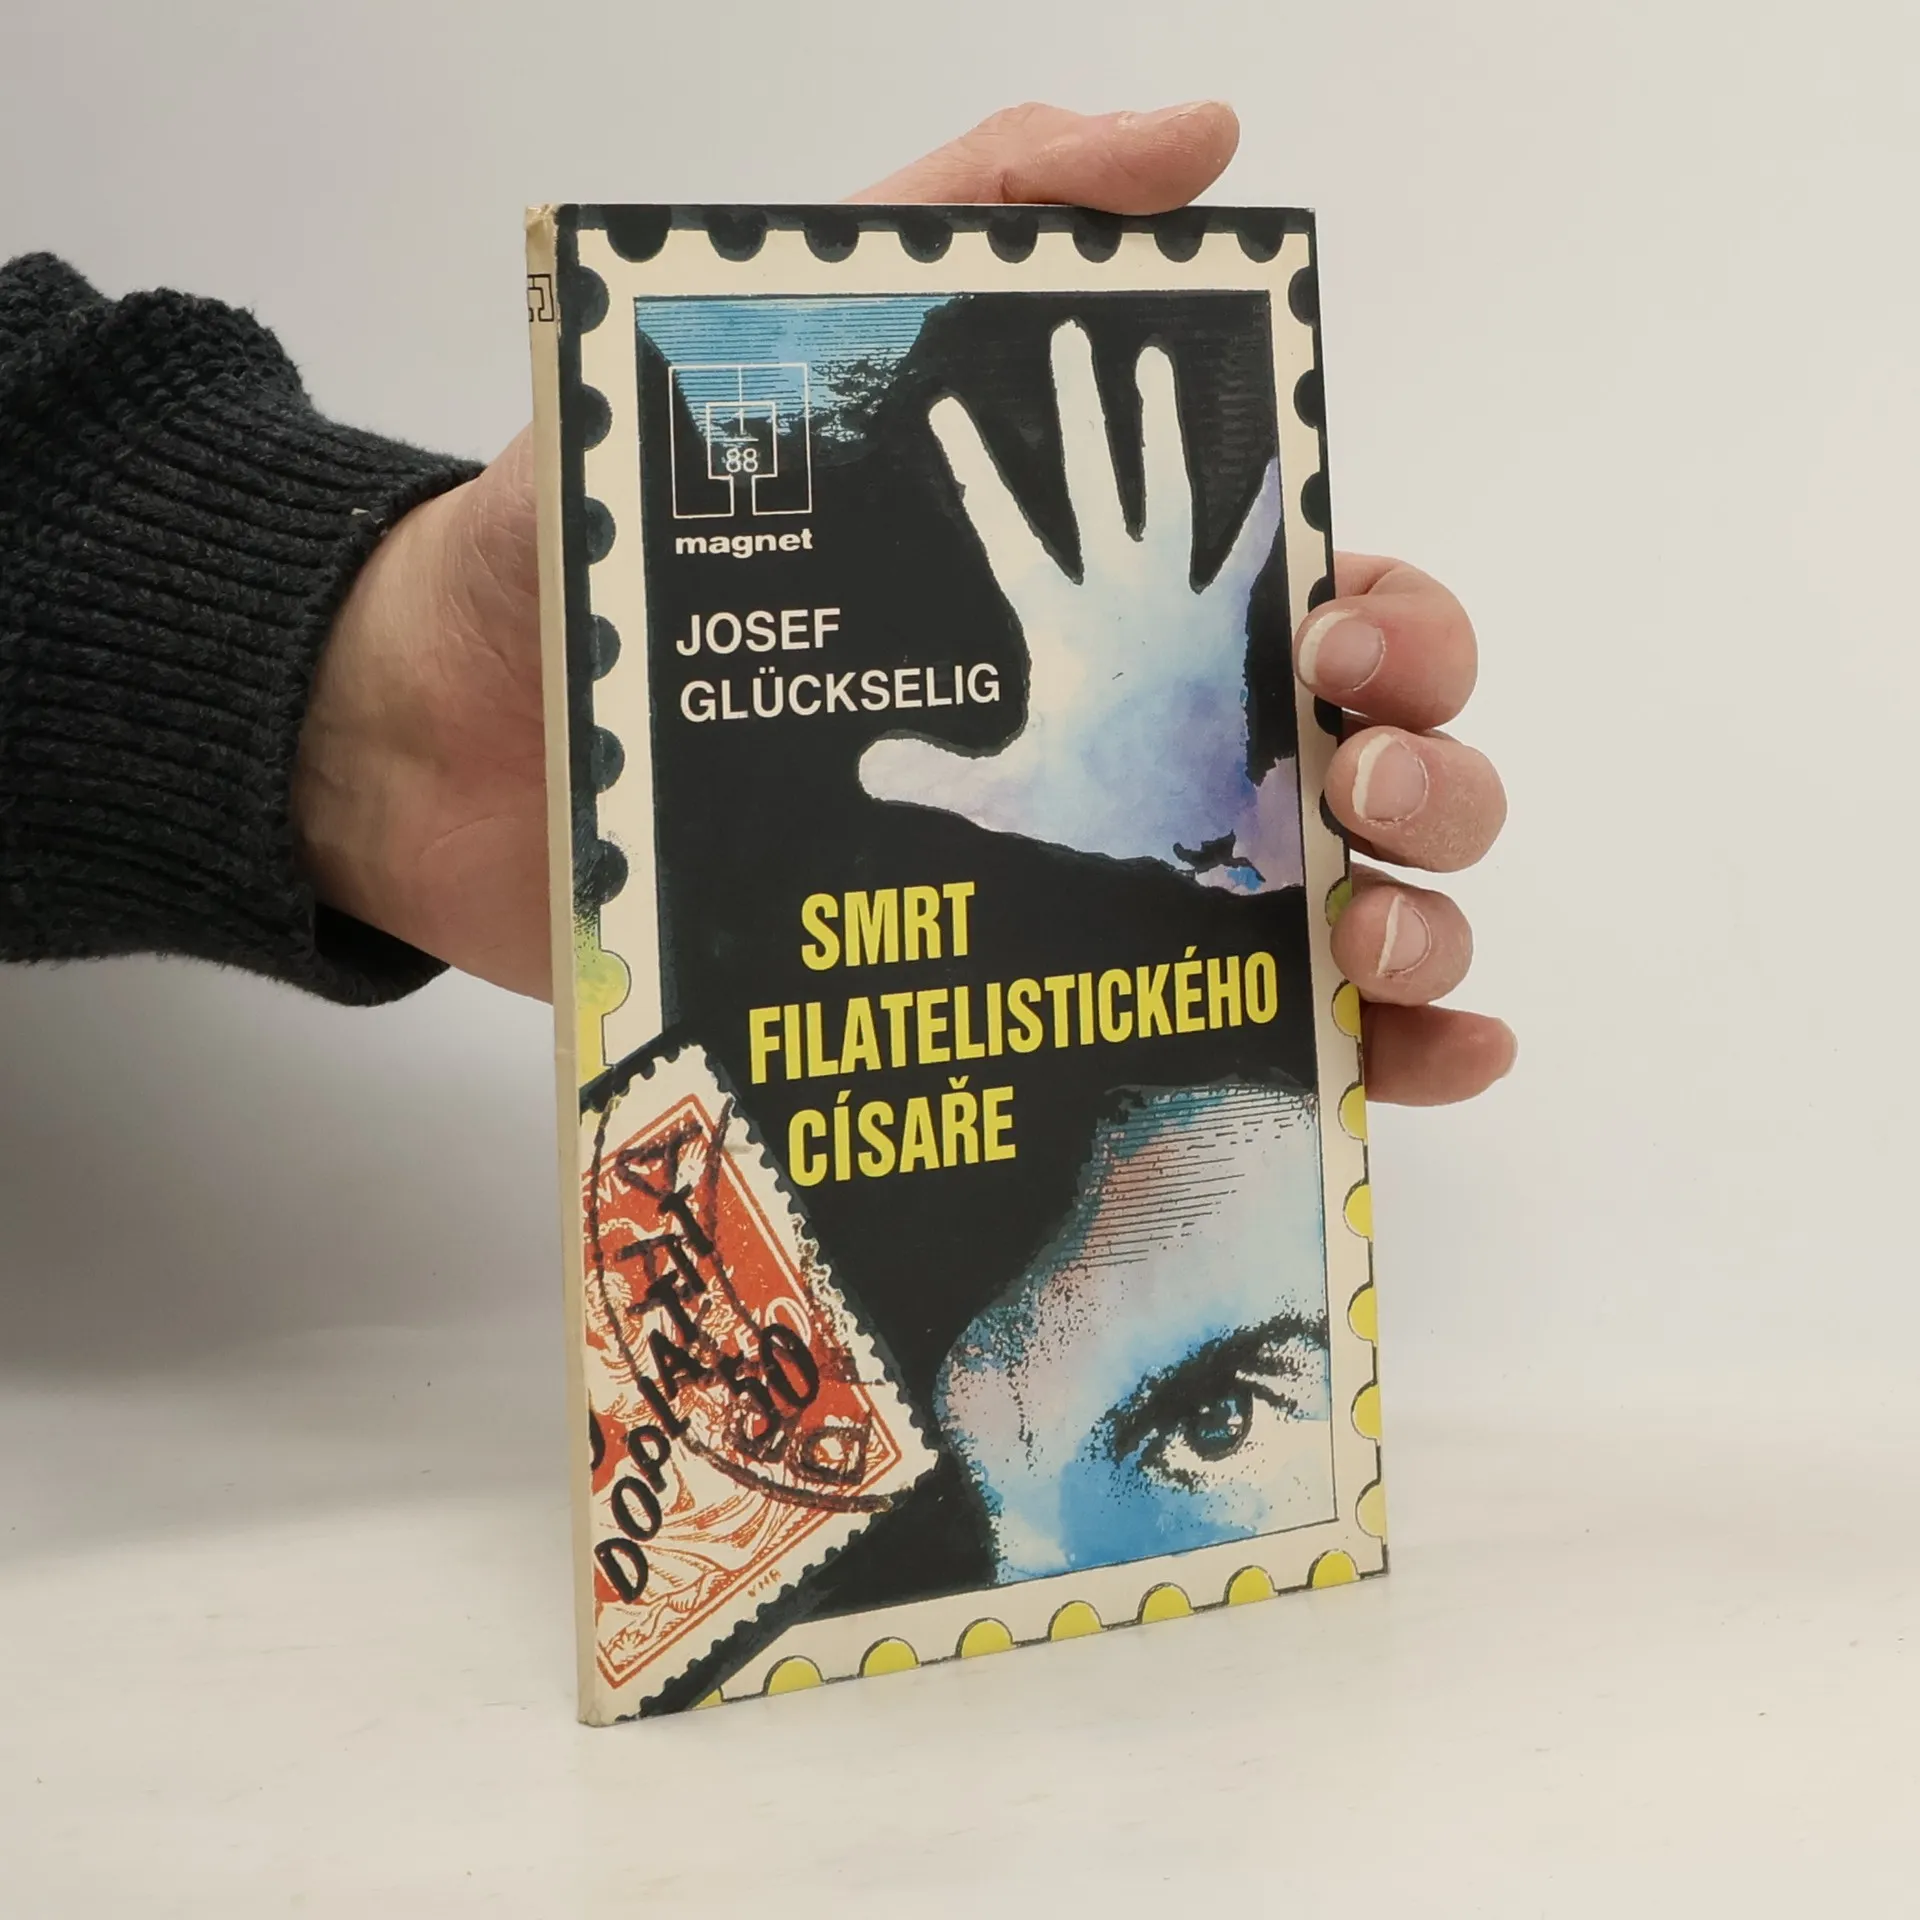 1
88
magnet
JOSEF
GLÜCKSELIG
SMRT
FILATELISTICKÉHO
CÍSAŘE
DOPLATIT
50